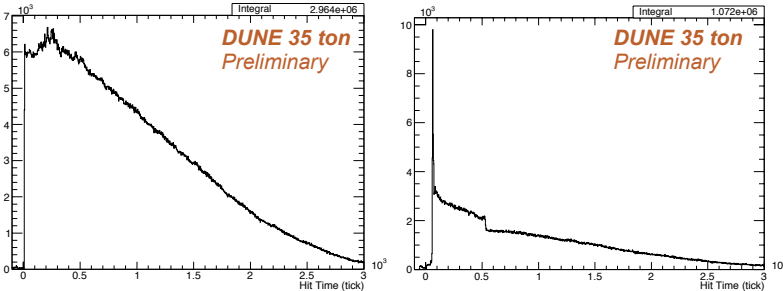 10³
Integral 2.964e+06
DUNE 35 ton
Preliminary
7
6
5
4
3
2
1
0
0 0.5 1 1.5 2 2.5 3
10³
Hit Time (tick)
10³
Integral 1.072e+06
DUNE 35 ton
Preliminary
10
8
6
4
2
0
0 0.5 1 1.5 2 2.5 3
10
Hit Time (tick)